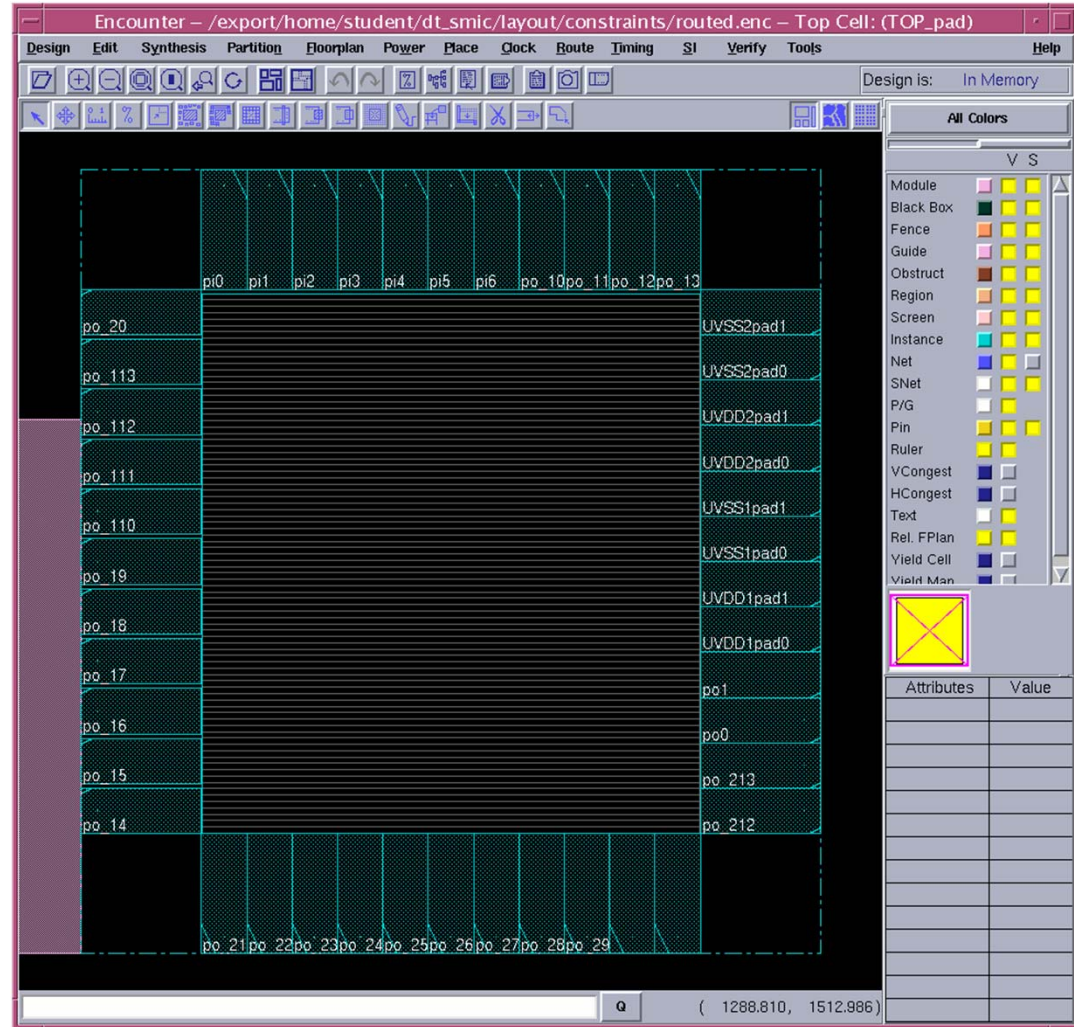 Encounter – /export/home/student/dt_smic/layout/constraints/routed.enc – Top Cell: (TOP_pad)
Design Edit Synthesis Partition Floorplan Power Place Clock Route Timing SI Verify Tools Help
Design is: In Memory
All Colors
V S
Module
Black Box
Fence
Guide
Obstruct
Region
Screen
Instance
Net
SNet
P/G
Pin
Ruler
VCongest
HCongest
Text
Rel. FPlan
Yield Cell
Yield Map
Attributes Value
pi0 pi1 pi2 pi3 pi4 pi5 pi6 po_10 po_11 po_12 po_13
po_20
po_113
po_112
po_111
po_110
po_19
po_18
po_17
po_16
po_15
po_14
UVSS2pad1
UVSS2pad0
UVDD2pad1
UVDD2pad0
UVSS1pad1
UVSS1pad0
UVDD1pad1
UVDD1pad0
po1
po0
po_213
po_212
po_21 po_22 po_23 po_24 po_25 po_26 po_27 po_28 po_29
Q ( 1288.810, 1512.986)